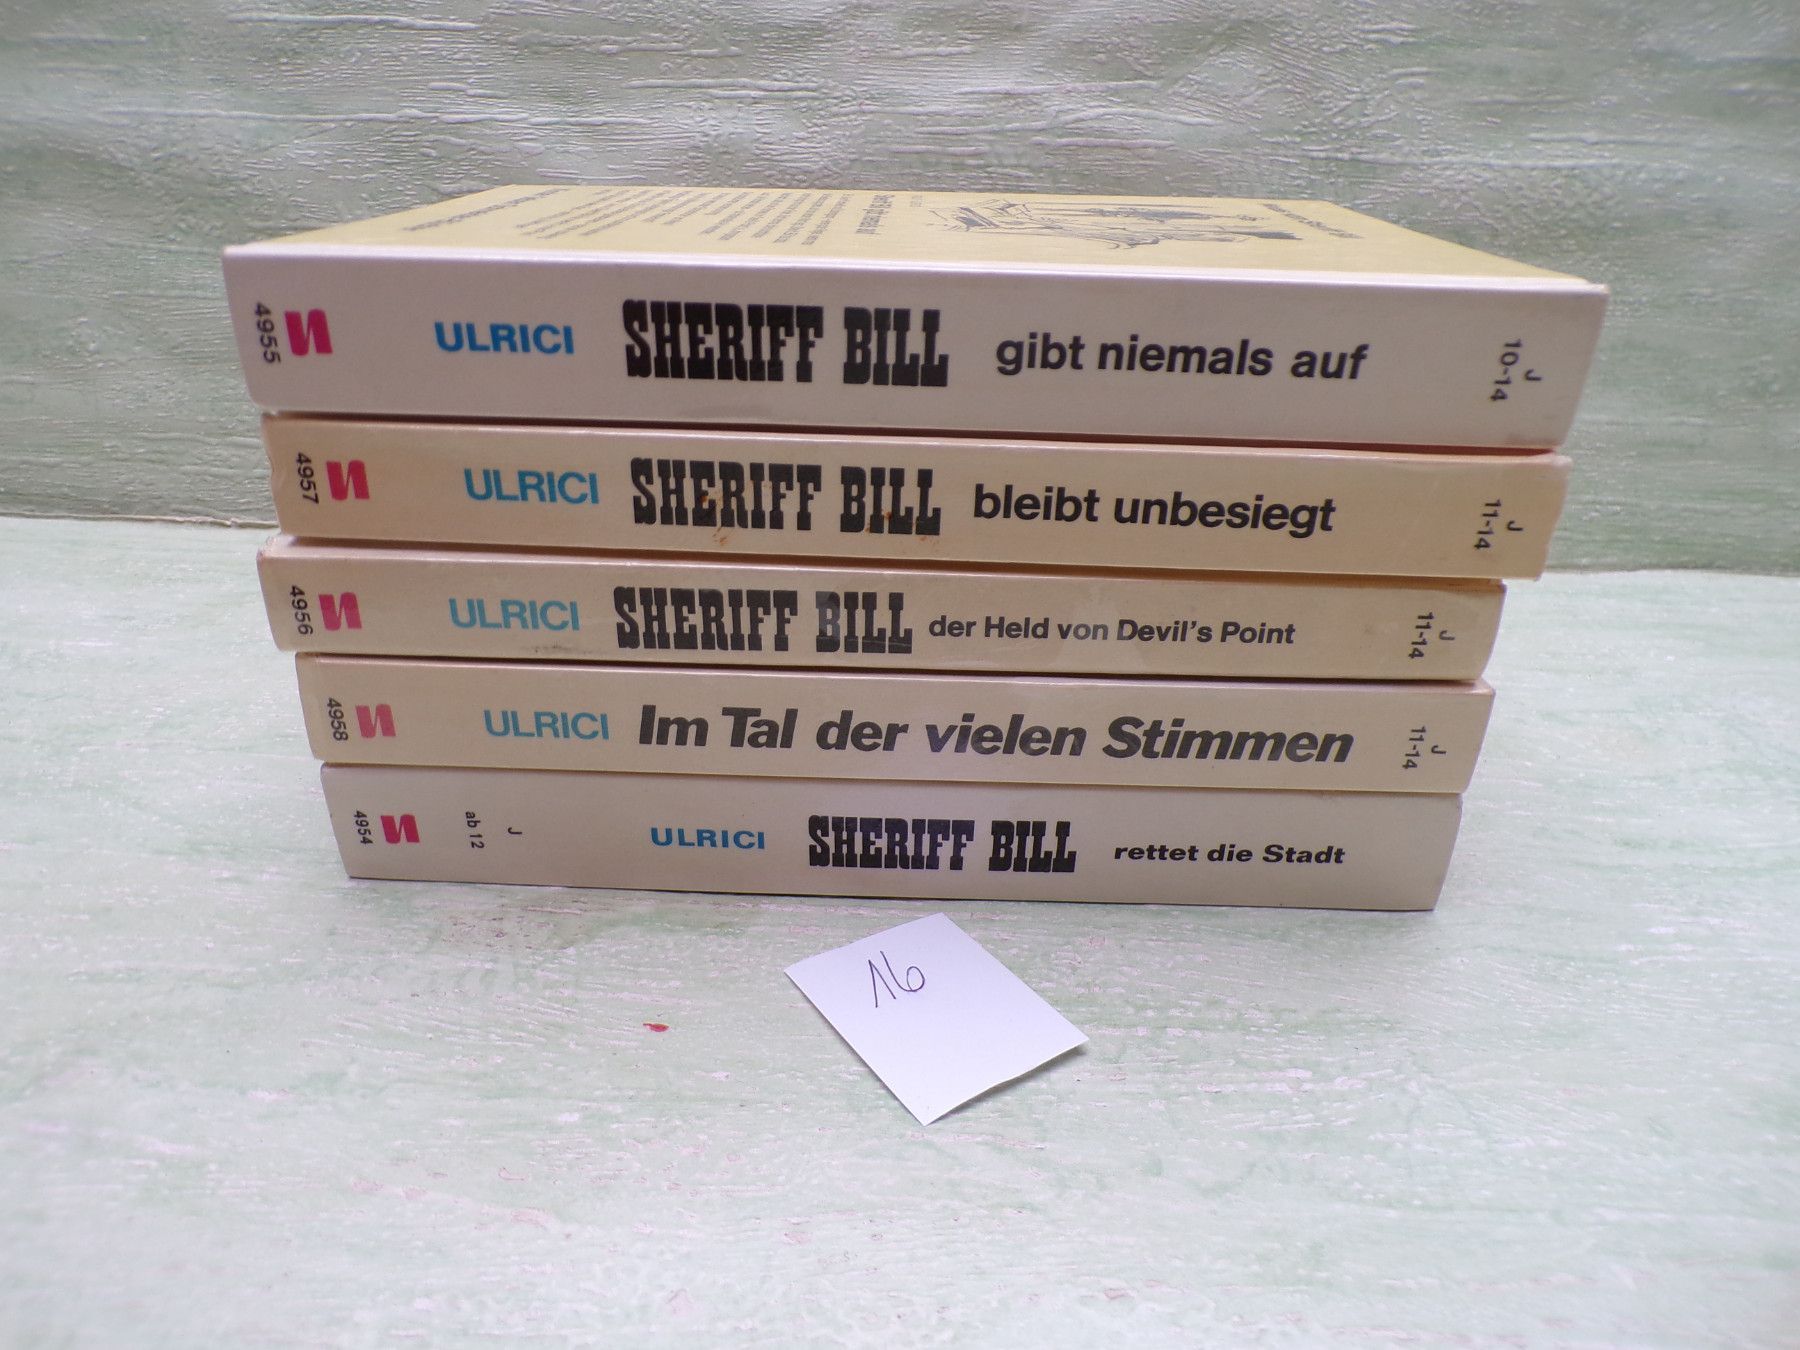 4955 ULRICI SHERIFF BILL gibt niemals auf J 10-14
4957 ULRICI SHERIFF BILL bleibt unbesiegt J 11-14
4956 ULRICI SHERIFF BILL der Held von Devil's Point J 11-14
4958 ULRICI Im Tal der vielen Stimmen J 11-14
4954 ab 12 J ULRICI SHERIFF BILL rettet die Stadt
16